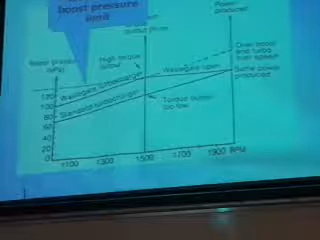 boost pressure
limit
Power
produced
output point
Boost pressure
(kPa)
High torque
Over boost
and turbo
over speed
Wastegate open
Same power
produced
Wastegate turbocharger
Standard turbocharger
Torque output
too low
120
100
80
60
40
20
0
1100 1300 1500 1700 1900 RPM